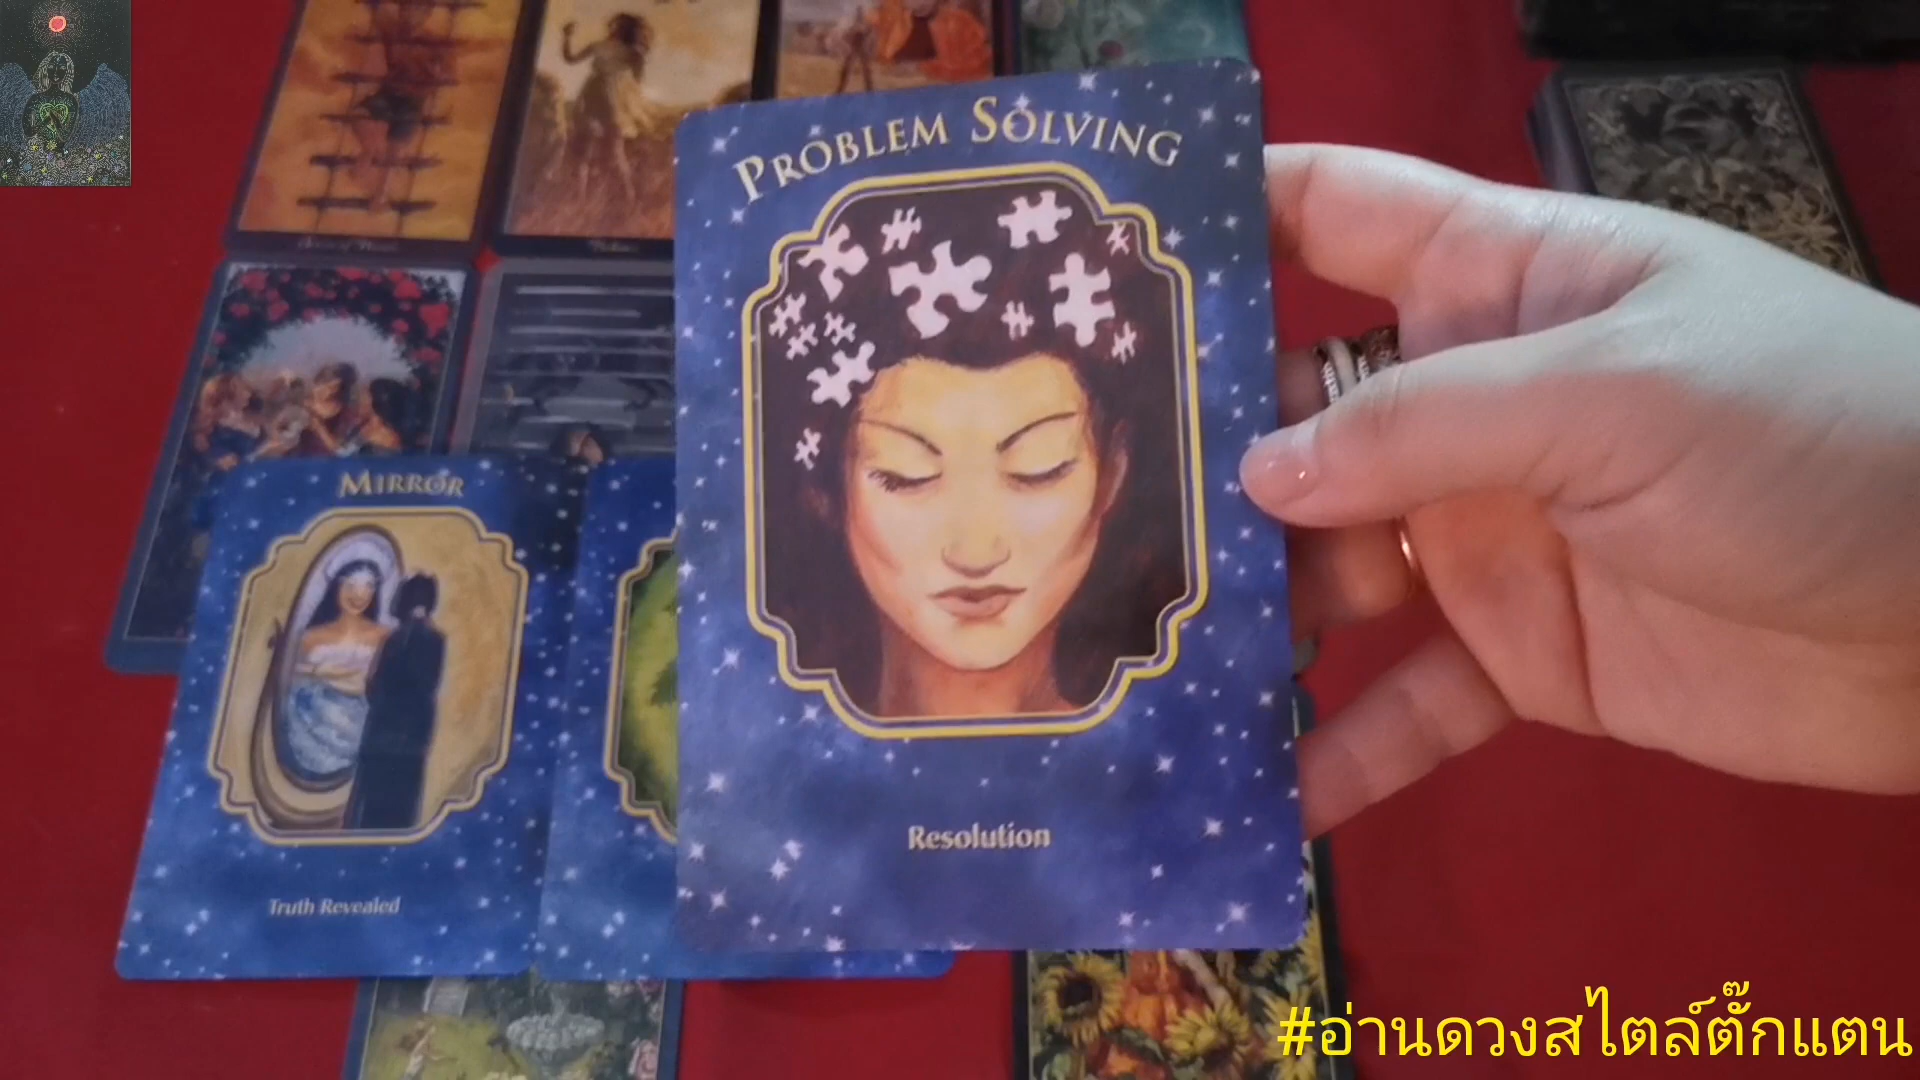 PROBLEM SOLVING
Resolution
MIRROR
Truth Revealed
#อ่านดวงสไตล์ตั๊กแตน